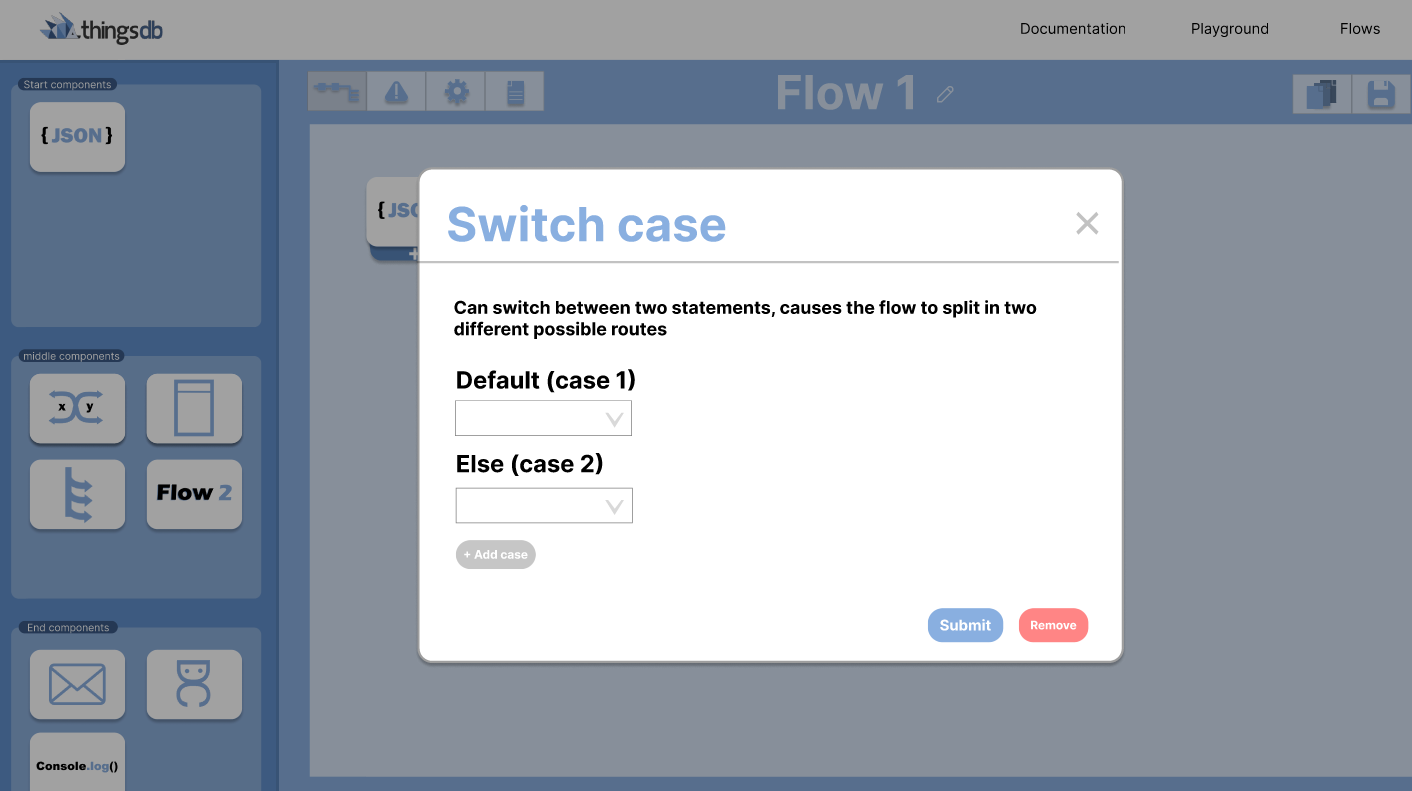 .thingsdb
Documentation
Playground
Flows
Start components
{ JSON }
Flow 1
middle components
x y
Flow 2
End components
Console.log()
Switch case
Can switch between two statements, causes the flow to split in two
different possible routes
Default (case 1)
Else (case 2)
+ Add case
Submit
Remove